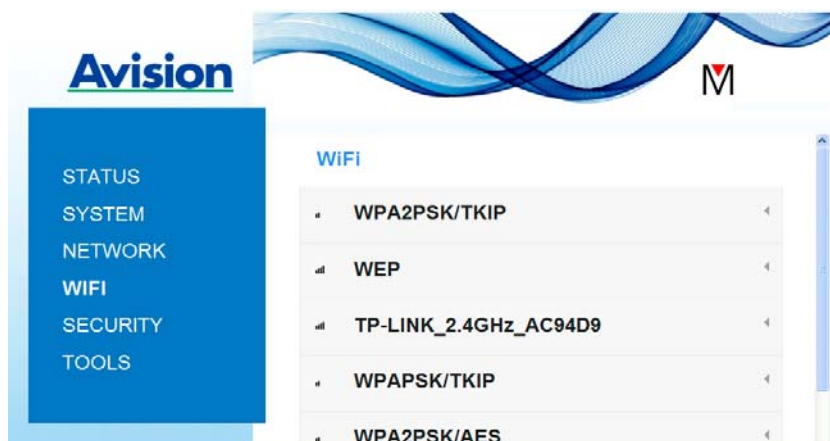 Avision
M
WiFi
STATUS
SYSTEM
NETWORK
WIFI
SECURITY
TOOLS
WPA2PSK/TKIP
WEP
TP-LINK_2.4GHz_AC94D9
WPAPSK/TKIP
WPA2PSK/AES